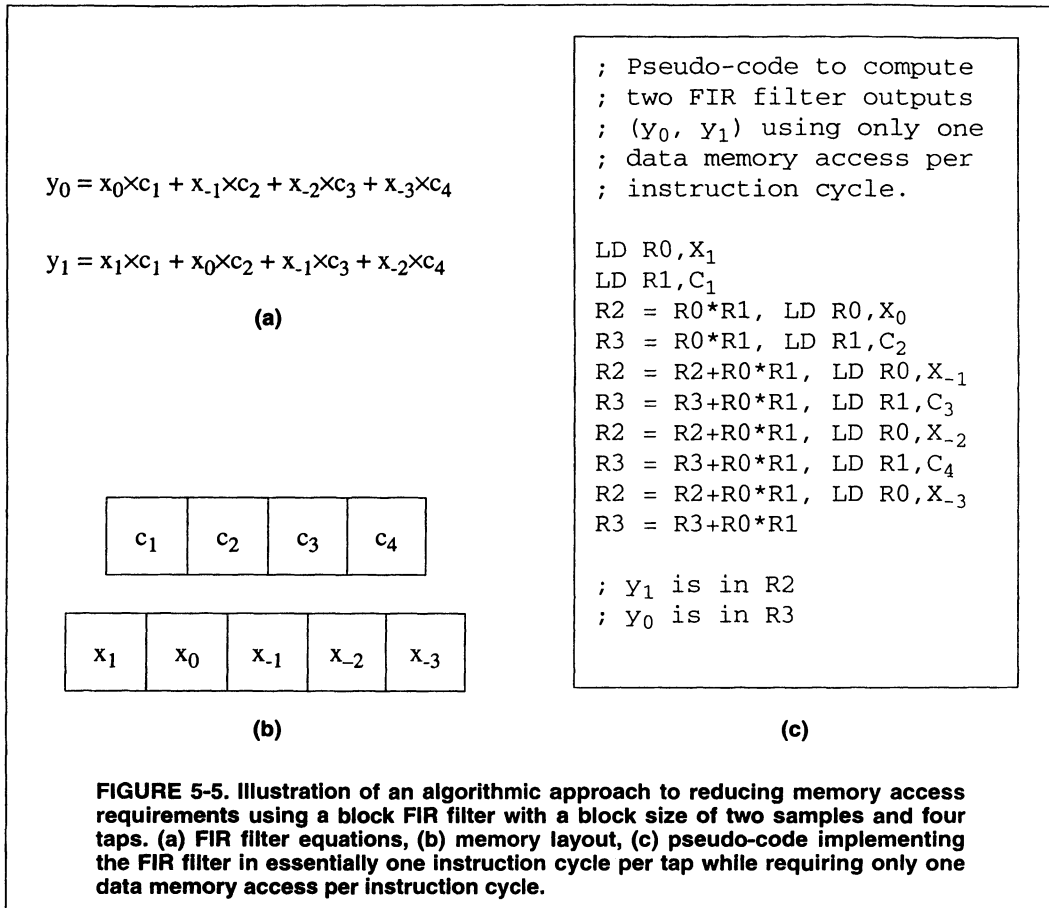 y₀ = x₀×c₁ + x₋₁×c₂ + x₋₂×c₃ + x₋₃×c₄
y₁ = x₁×c₁ + x₀×c₂ + x₋₁×c₃ + x₋₂×c₄
(a)
c₁ c₂ c₃ c₄
x₁ x₀ x₋₁ x₋₂ x₋₃
(b)
; Pseudo-code to compute
; two FIR filter outputs
; (y₀, y₁) using only one
; data memory access per
; instruction cycle.
LD R0,X₁
LD R1,C₁
R2 = R0*R1, LD R0,X₀
R3 = R0*R1, LD R1,C₂
R2 = R2+R0*R1, LD R0,X₋₁
R3 = R3+R0*R1, LD R1,C₃
R2 = R2+R0*R1, LD R0,X₋₂
R3 = R3+R0*R1, LD R1,C₄
R2 = R2+R0*R1, LD R0,X₋₃
R3 = R3+R0*R1
; y₁ is in R2
; y₀ is in R3
(c)
FIGURE 5-5. Illustration of an algorithmic approach to reducing memory access
requirements using a block FIR filter with a block size of two samples and four
taps. (a) FIR filter equations, (b) memory layout, (c) pseudo-code implementing
the FIR filter in essentially one instruction cycle per tap while requiring only one
data memory access per instruction cycle.